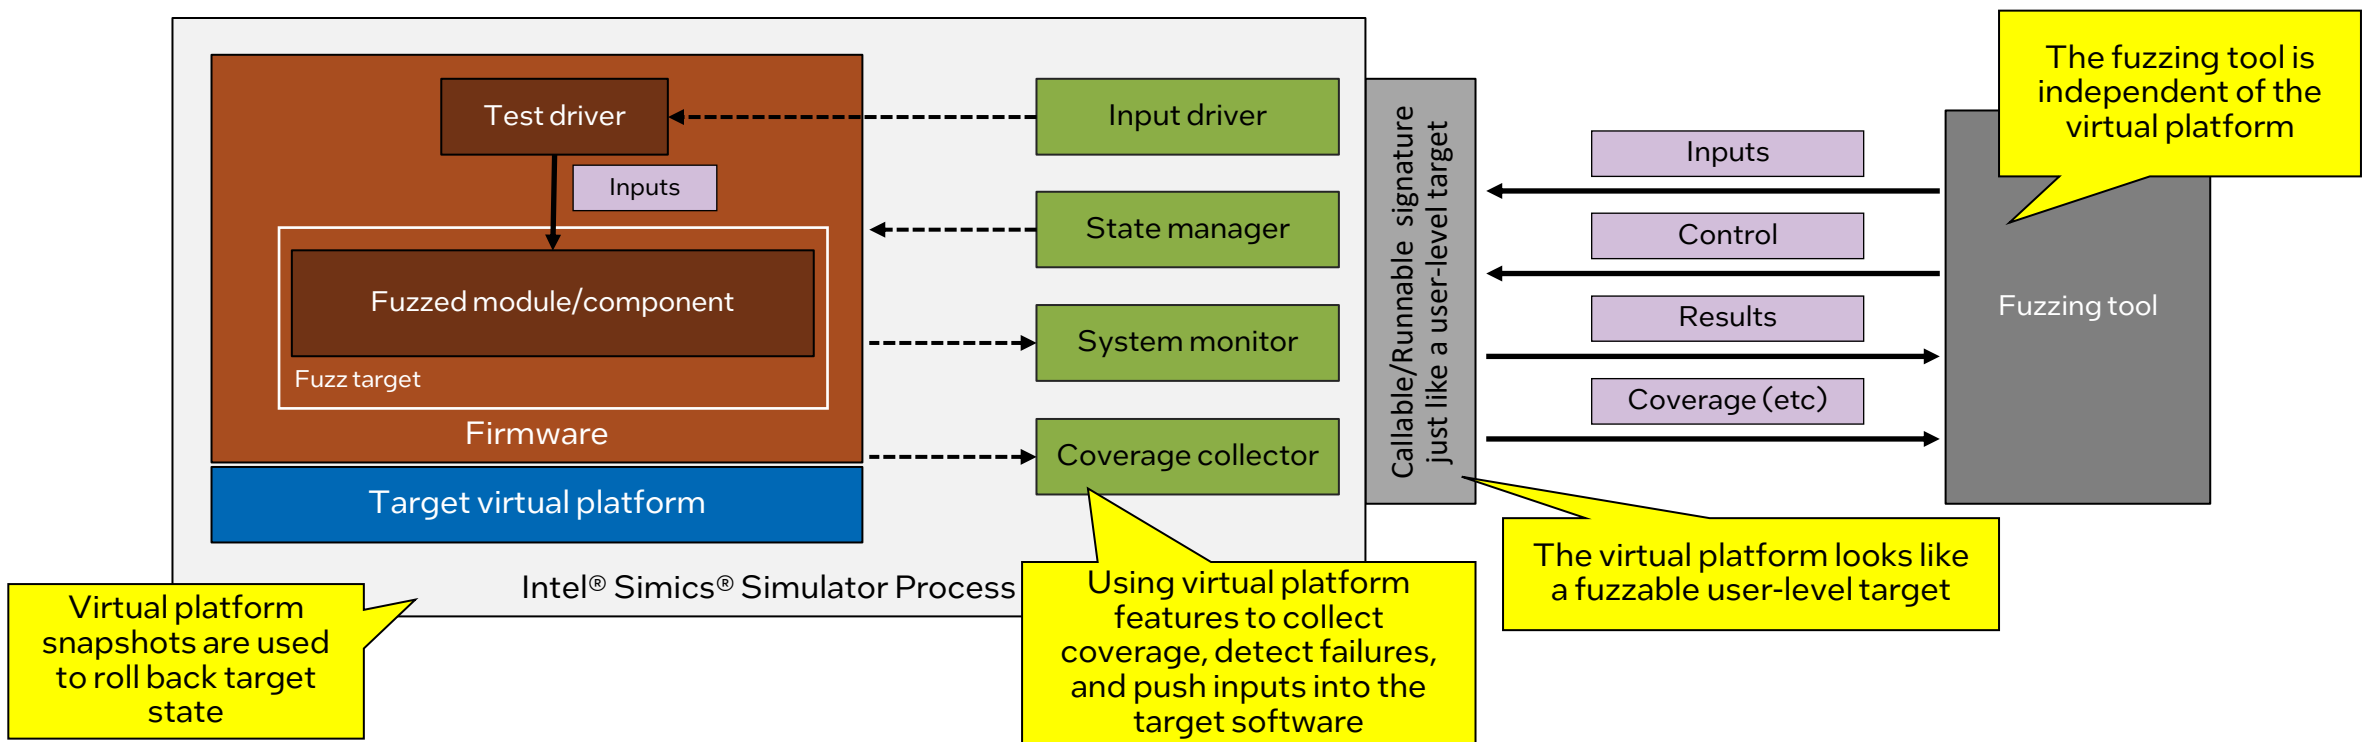 Test driver
Inputs
Fuzzed module/component
Fuzz target
Firmware
Target virtual platform
Input driver
State manager
System monitor
Coverage collector
Intel® Simics® Simulator Process
Callable/Runnable signature
just like a user-level target
Inputs
Control
Results
Coverage (etc)
Fuzzing tool
The fuzzing tool is
independent of the
virtual platform
The virtual platform looks like
a fuzzable user-level target
Using virtual platform
features to collect
coverage, detect failures,
and push inputs into the
target software
Virtual platform
snapshots are used
to roll back target
state